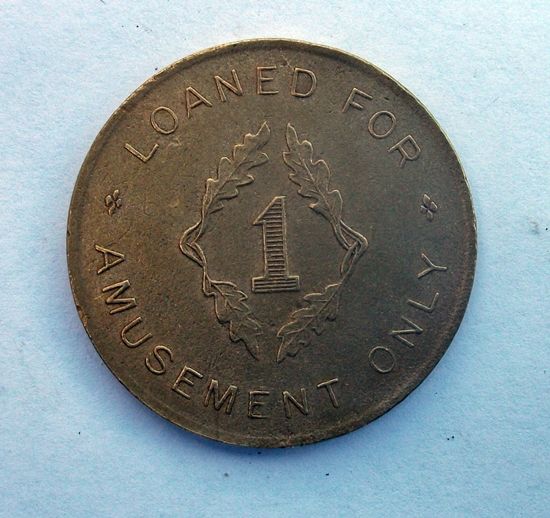 LOANED FOR
1
AMUSEMENT ONLY